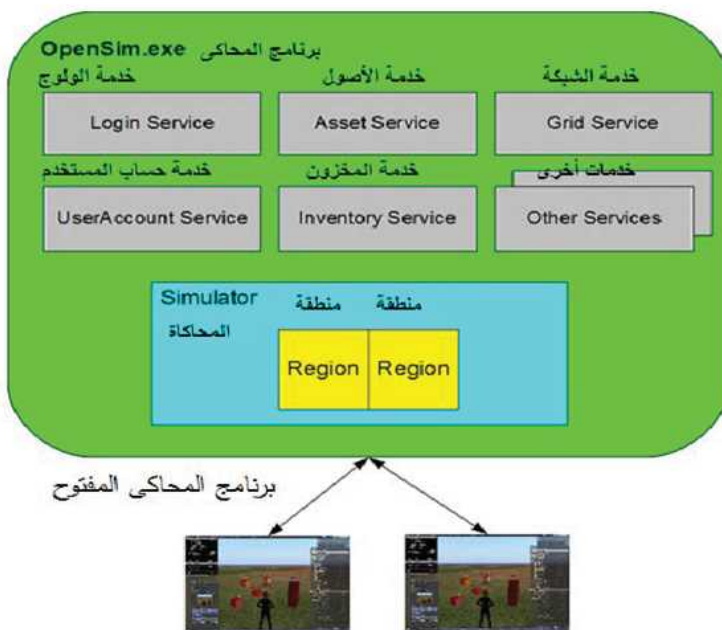 OpenSim.exe برنامج المحاكى
خدمة الولوج خدمة الأصول خدمة الشبكة
Login Service Asset Service Grid Service
خدمة حساب المستخدم خدمة المخزون خدمات أخرى
UserAccount Service Inventory Service Other Services
Simulator منطقة منطقة
المحاكاة
Region Region
برنامج المحاكى المفتوح